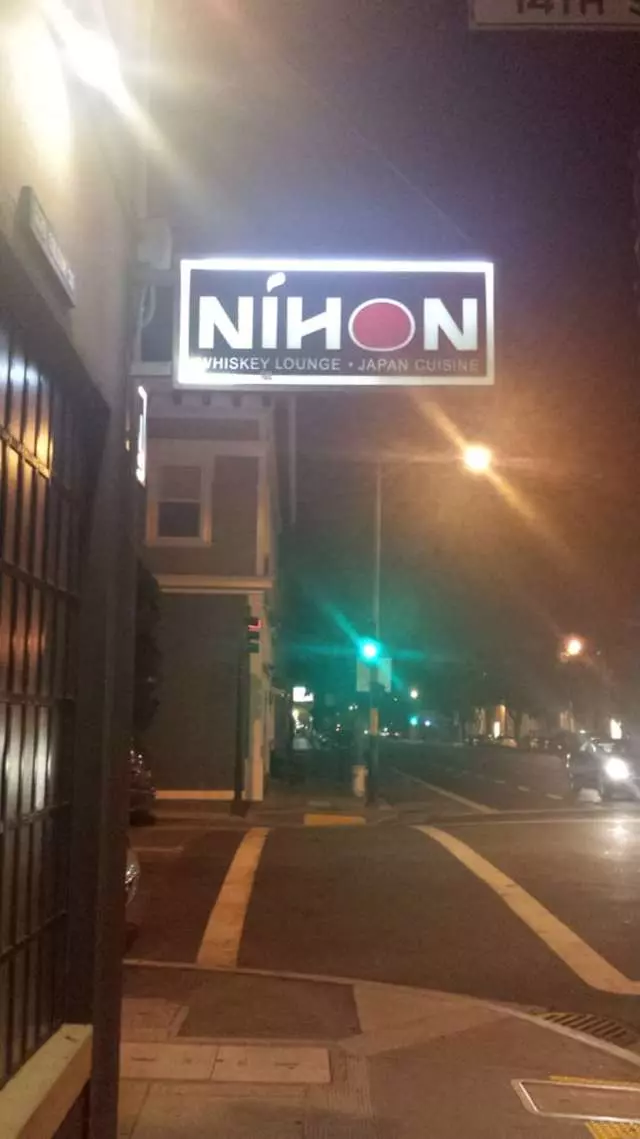 14TH
NIHON
WHISKEY LOUNGE • JAPAN CUISINE